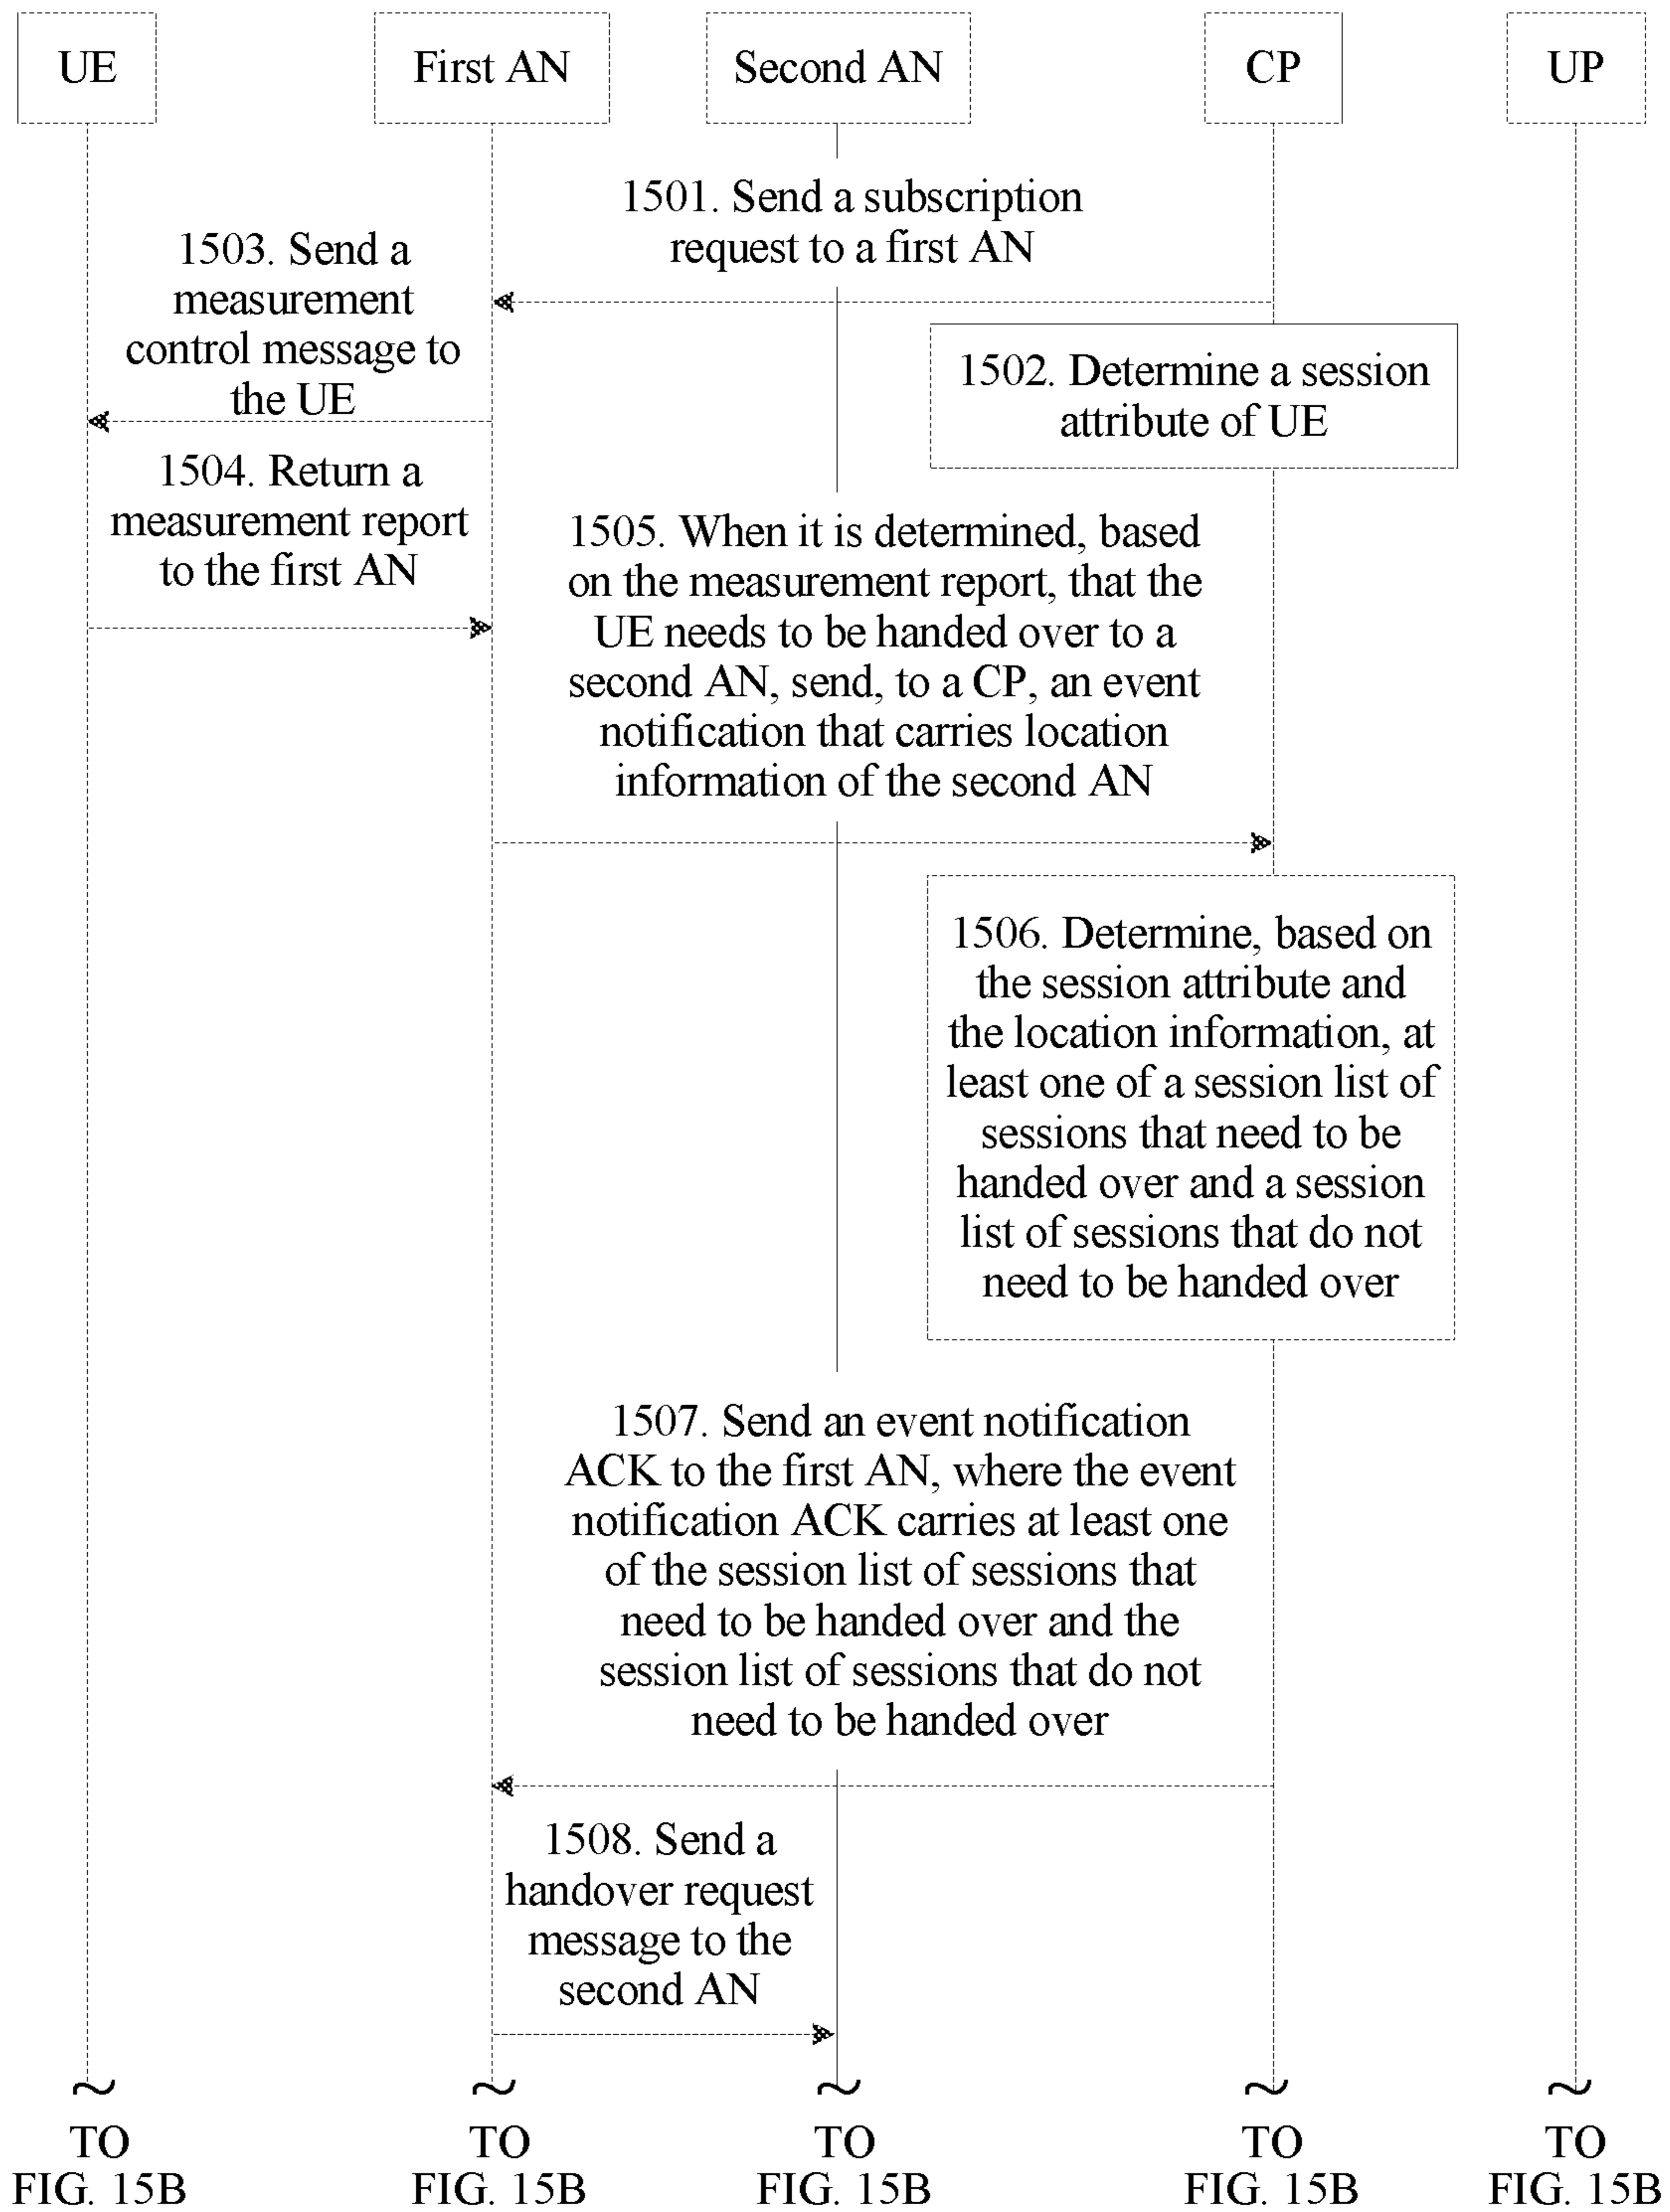 UE
First AN
Second AN
CP
UP
1501. Send a subscription
request to a first AN
1502. Determine a session
attribute of UE
1503. Send a
measurement
control message to
the UE
1504. Return a
measurement report
to the first AN
1505. When it is determined, based
on the measurement report, that the
UE needs to be handed over to a
second AN, send, to a CP, an event
notification that carries location
information of the second AN
1506. Determine, based on
the session attribute and
the location information, at
least one of a session list of
sessions that need to be
handed over and a session
list of sessions that do not
need to be handed over
1507. Send an event notification
ACK to the first AN, where the event
notification ACK carries at least one
of the session list of sessions that
need to be handed over and the
session list of sessions that do not
need to be handed over
1508. Send a
handover request
message to the
second AN
TO
FIG. 15B
TO
FIG. 15B
TO
FIG. 15B
TO
FIG. 15B
TO
FIG. 15B